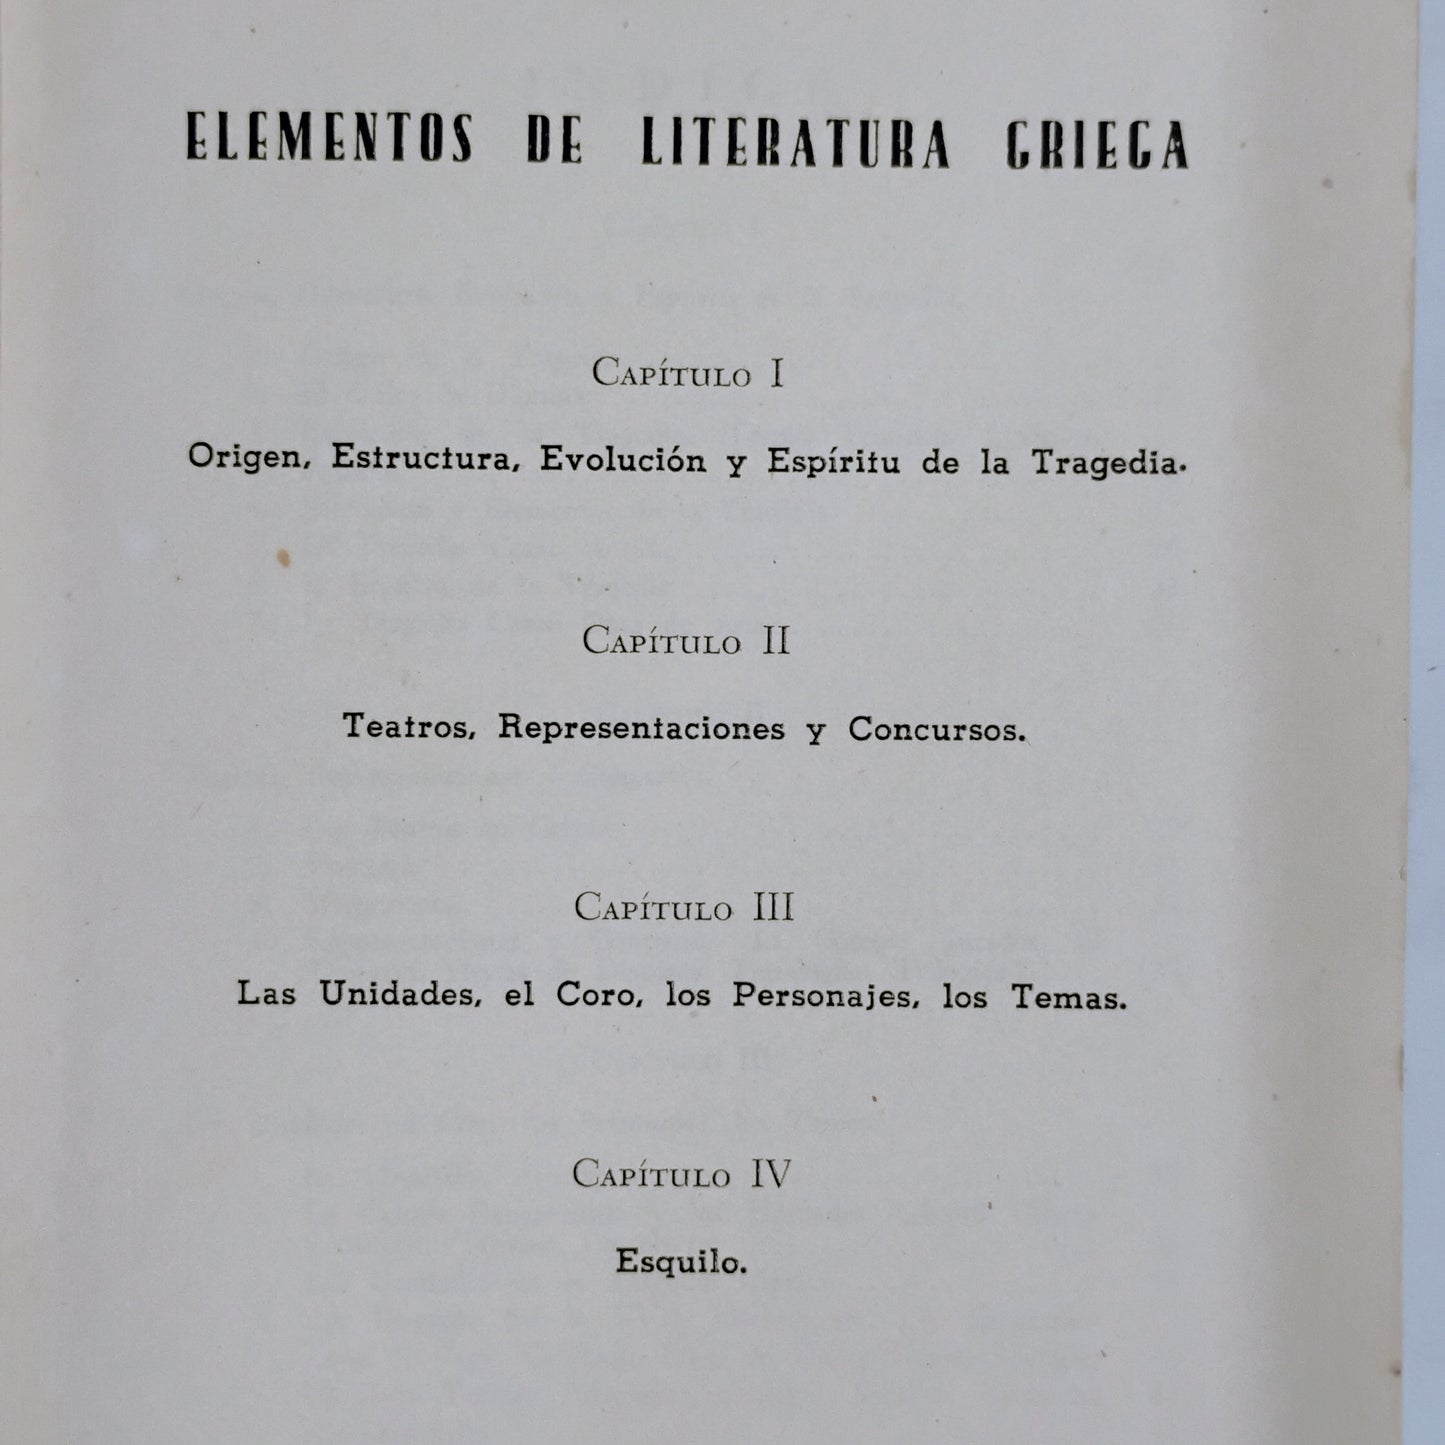 ELEMENTOS DE LITERATURA GRIEGA
Capítulo I
Origen, Estructura, Evolución y Espíritu de la Tragedia.
Capítulo II
Teatros, Representaciones y Concursos.
Capítulo III
Las Unidades, el Coro, los Personajes, los Temas.
Capítulo IV
Esquilo.